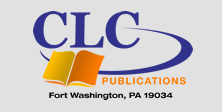 CLC
PUBLICATIONS
Fort Washington, PA 19034